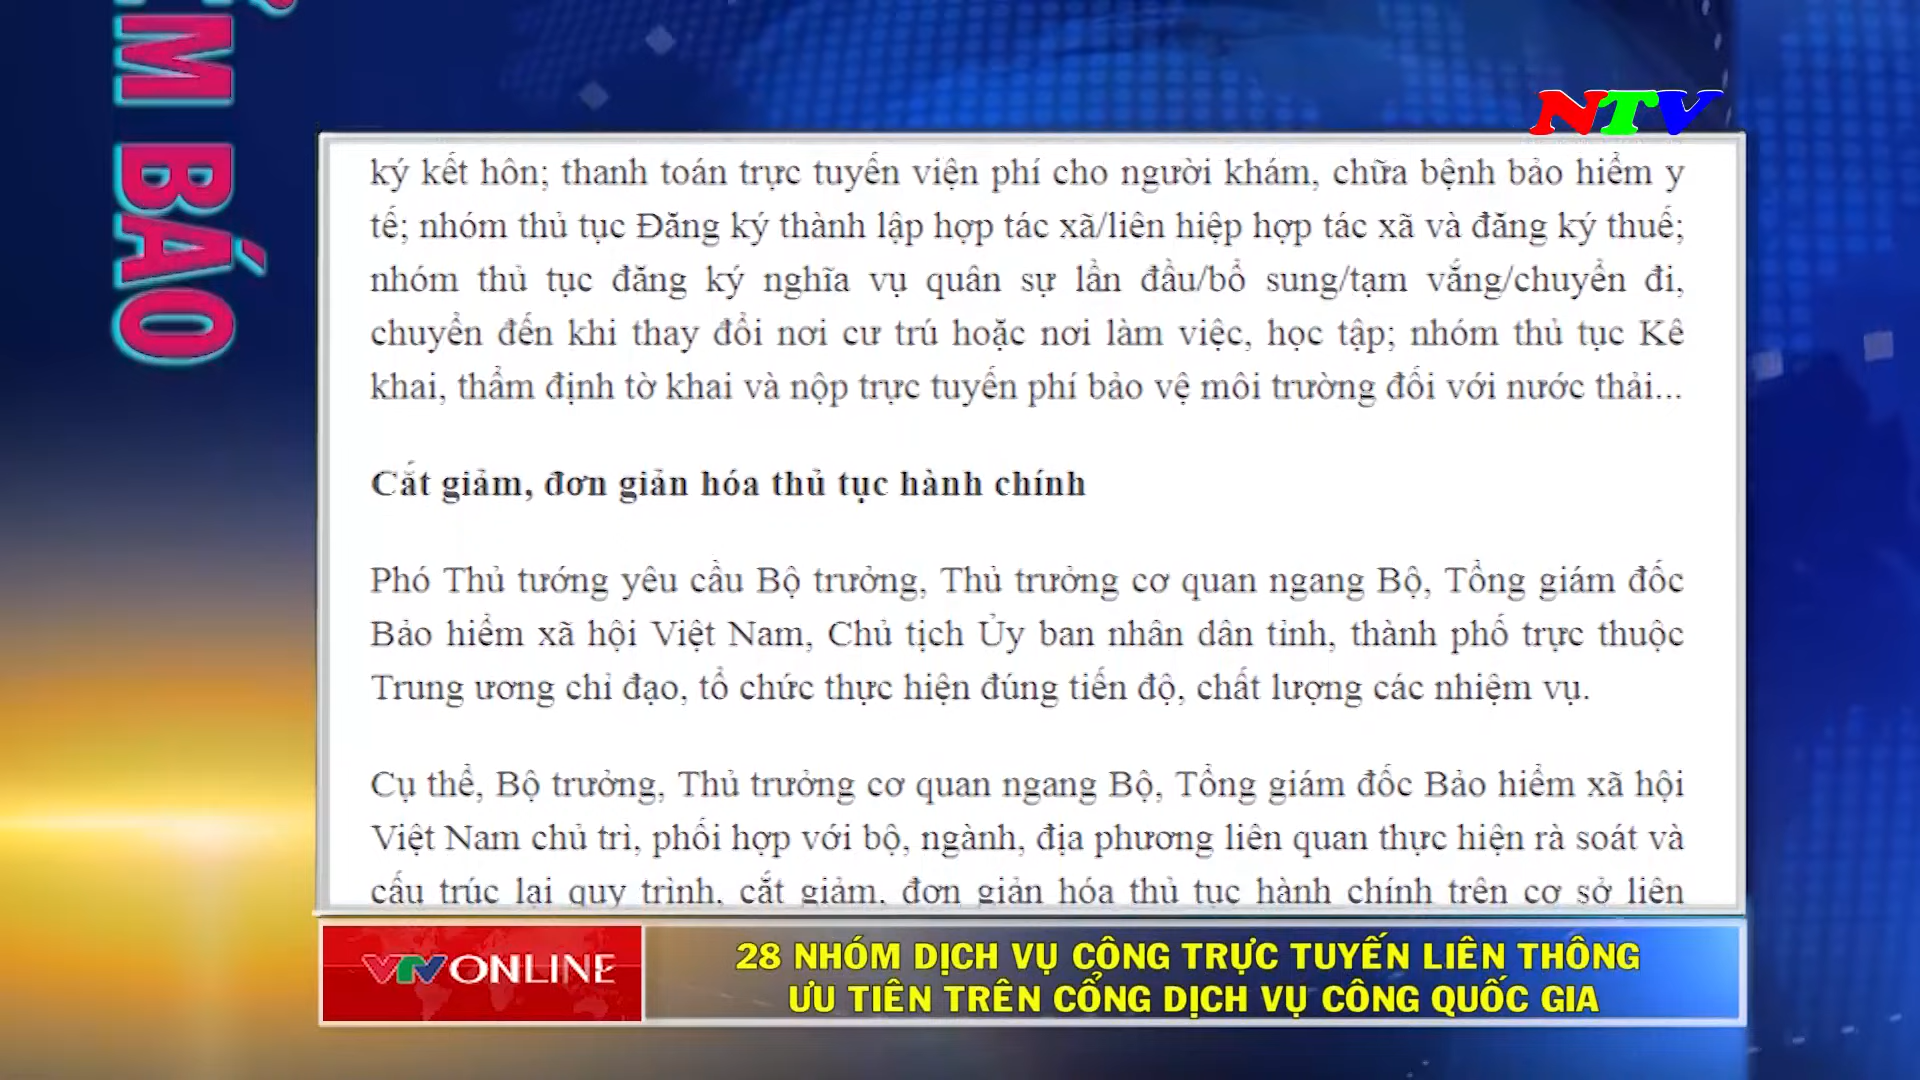 NTV
ĐIỂM BÁO
ký kết hôn; thanh toán trực tuyến viện phí cho người khám, chữa bệnh bảo hiểm y
tế; nhóm thủ tục Đăng ký thành lập hợp tác xã/liên hiệp hợp tác xã và đăng ký thuế;
nhóm thủ tục đăng ký nghĩa vụ quân sự lần đầu/bổ sung/tạm vắng/chuyển đi,
chuyển đến khi thay đổi nơi cư trú hoặc nơi làm việc, học tập; nhóm thủ tục Kê
khai, thẩm định tờ khai và nộp trực tuyến phí bảo vệ môi trường đối với nước thải...
Cắt giảm, đơn giản hóa thủ tục hành chính
Phó Thủ tướng yêu cầu Bộ trưởng, Thủ trưởng cơ quan ngang Bộ, Tổng giám đốc
Bảo hiểm xã hội Việt Nam, Chủ tịch Ủy ban nhân dân tỉnh, thành phố trực thuộc
Trung ương chỉ đạo, tổ chức thực hiện đúng tiến độ, chất lượng các nhiệm vụ.
Cụ thể, Bộ trưởng, Thủ trưởng cơ quan ngang Bộ, Tổng giám đốc Bảo hiểm xã hội
Việt Nam chủ trì, phối hợp với bộ, ngành, địa phương liên quan thực hiện rà soát và
cấu trúc lại quy trình, cắt giảm, đơn giản hóa thủ tục hành chính trên cơ sở liên
VTV ONLINE
28 NHÓM DỊCH VỤ CÔNG TRỰC TUYẾN LIÊN THÔNG
ƯU TIÊN TRÊN CỔNG DỊCH VỤ CÔNG QUỐC GIA